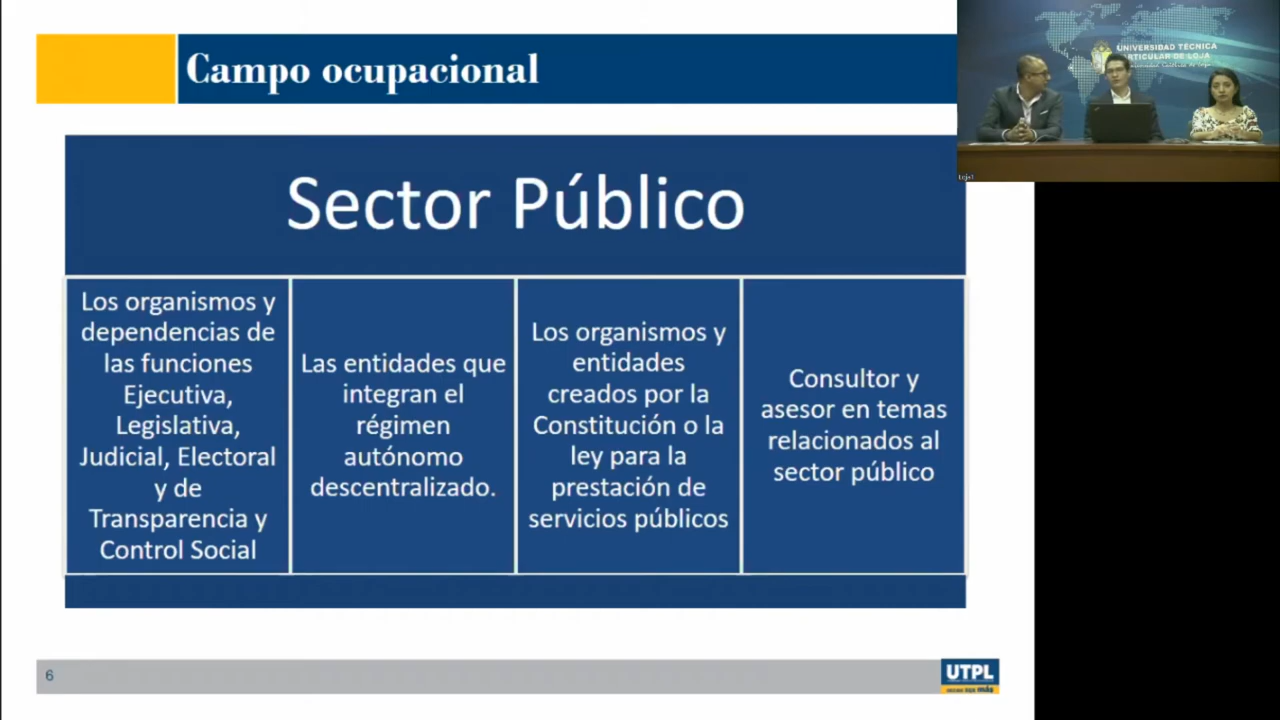 Campo ocupacional
UNIVERSIDAD TÉCNICA
PARTICULAR DE LOJA
Loja1
Sector Público
Los organismos y
dependencias de
las funciones
Ejecutiva,
Legislativa,
Judicial, Electoral
y de
Transparencia y
Control Social
Las entidades que
integran el
régimen
autónomo
descentralizado.
Los organismos y
entidades
creados por la
Constitución o la
ley para la
prestación de
servicios públicos
Consultor y
asesor en temas
relacionados al
sector público
6
UTPL